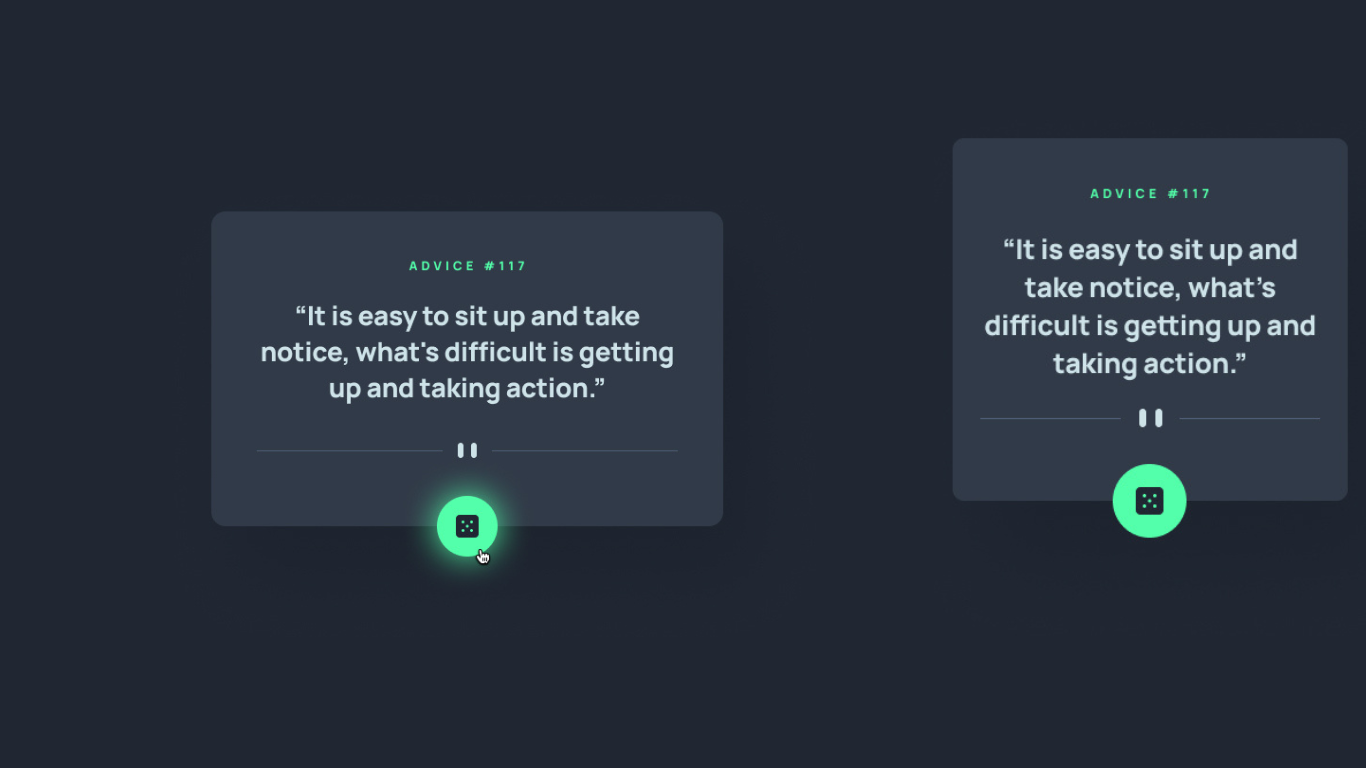 ADVICE #117
“It is easy to sit up and take
notice, what's difficult is getting
up and taking action.”
ADVICE #117
“It is easy to sit up and
take notice, what’s
difficult is getting up and
taking action.”